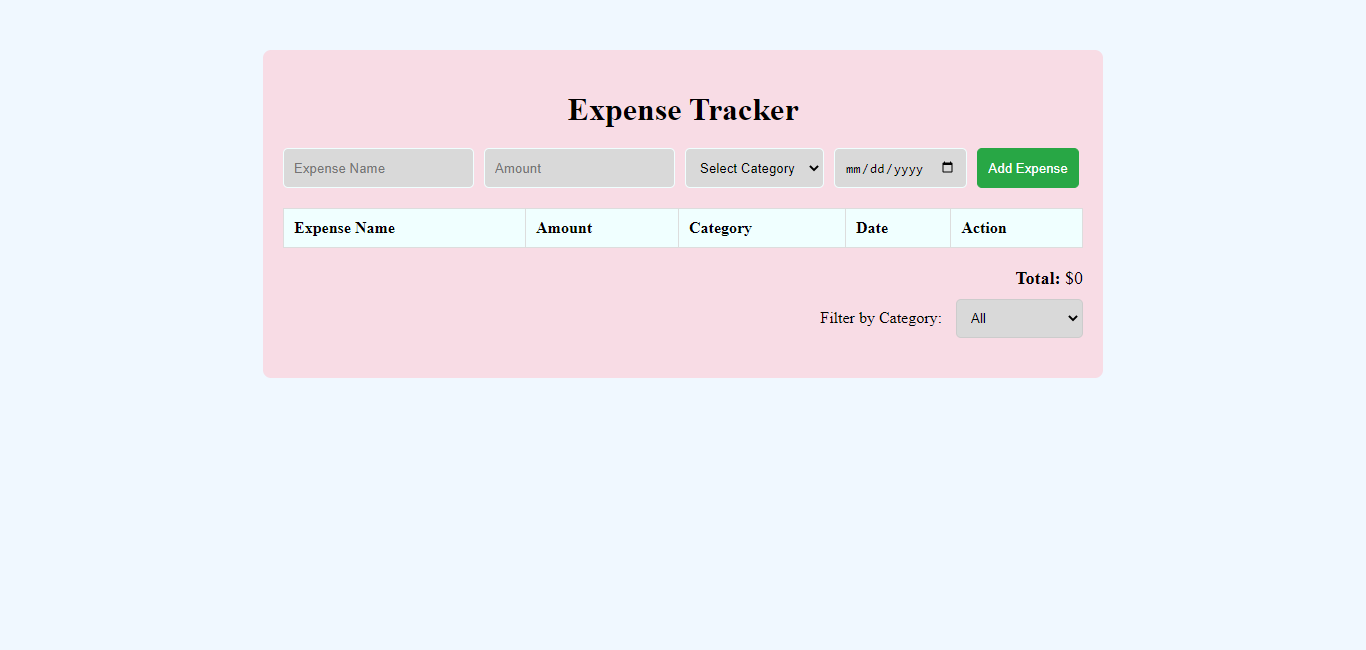 Expense Tracker
Expense Name Amount Select Category mm/dd/yyyy Add Expense
Expense Name Amount Category Date Action
Total: $0
Filter by Category: All